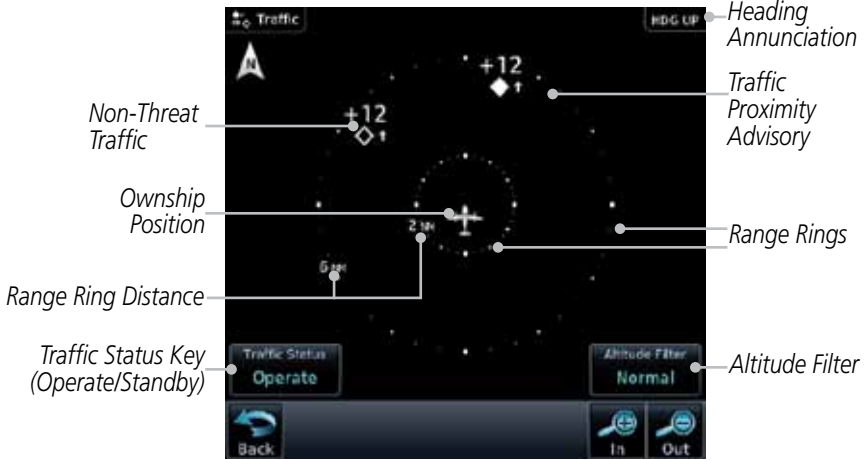 Traffic
HDG UP
Heading
Annunciation
N
+12
Traffic
Proximity
Advisory
Non-Threat
Traffic
+12
Ownship
Position
2 NM
Range Rings
6 NM
Range Ring Distance
Traffic Status Key
(Operate/Standby)
Traffic Status
Operate
Altitude Filter
Normal
Altitude Filter
Back
In
Out